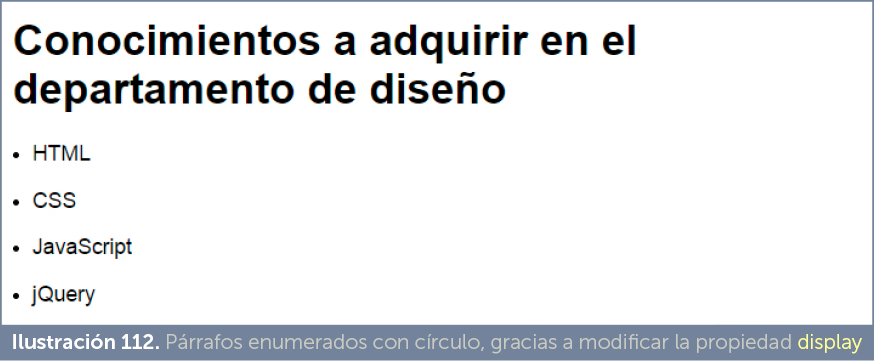 Conocimientos a adquirir en el
departamento de diseño
• HTML
• CSS
• JavaScript
• jQuery
Ilustración 112. Párrafos enumerados con círculo, gracias a modificar la propiedad display